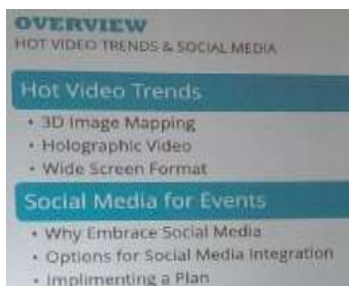 OVERVIEW
HOT VIDEO TRENDS & SOCIAL MEDIA
Hot Video Trends
• 3D Image Mapping
• Holographic Video
• Wide Screen Format
Social Media for Events
• Why Embrace Social Media
• Options for Social Media Integration
• Implimenting a Plan